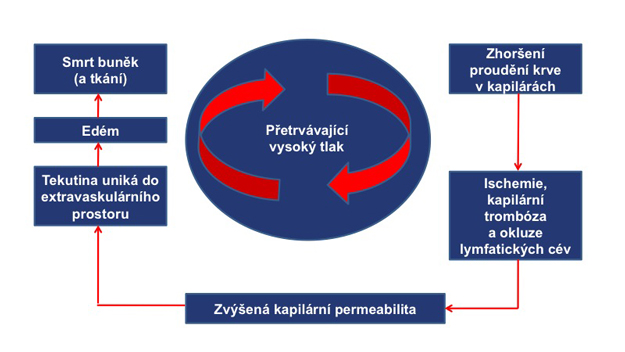 Smrt buněk
(a tkání)
Edém
Tekutina uniká do
extravaskulárního
prostoru
Přetrvávající
vysoký tlak
Zhoršení
proudění krve
v kapilárách
Ischemie,
kapilární
trombóza
a okluze
lymfatických cév
Zvýšená kapilární permeabilita